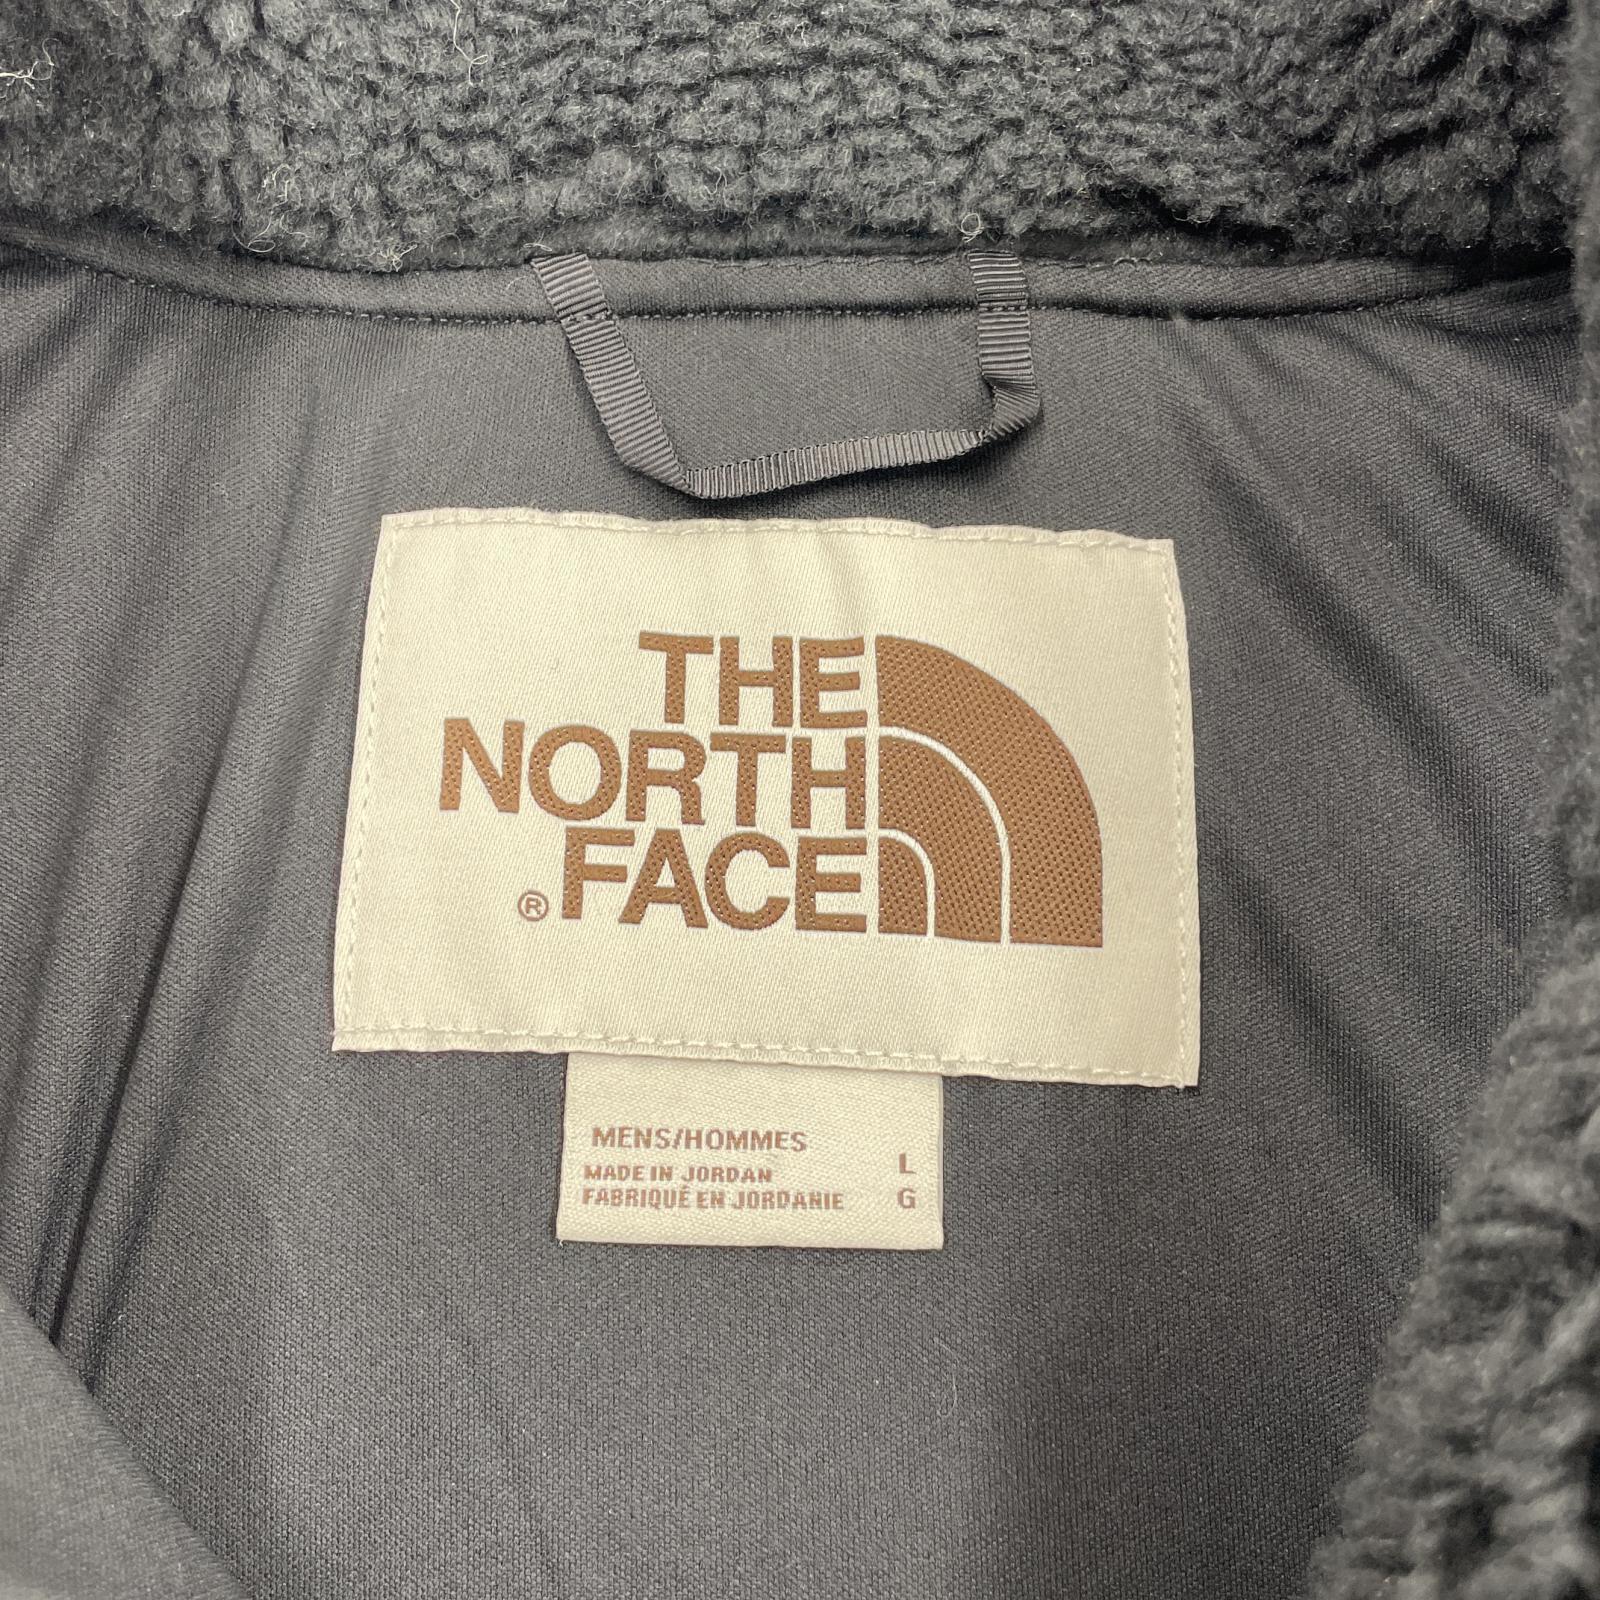 THE
NORTH
® FACE
MENS/HOMMES
MADE IN JORDAN L
FABRIQUÉ EN JORDANIE G